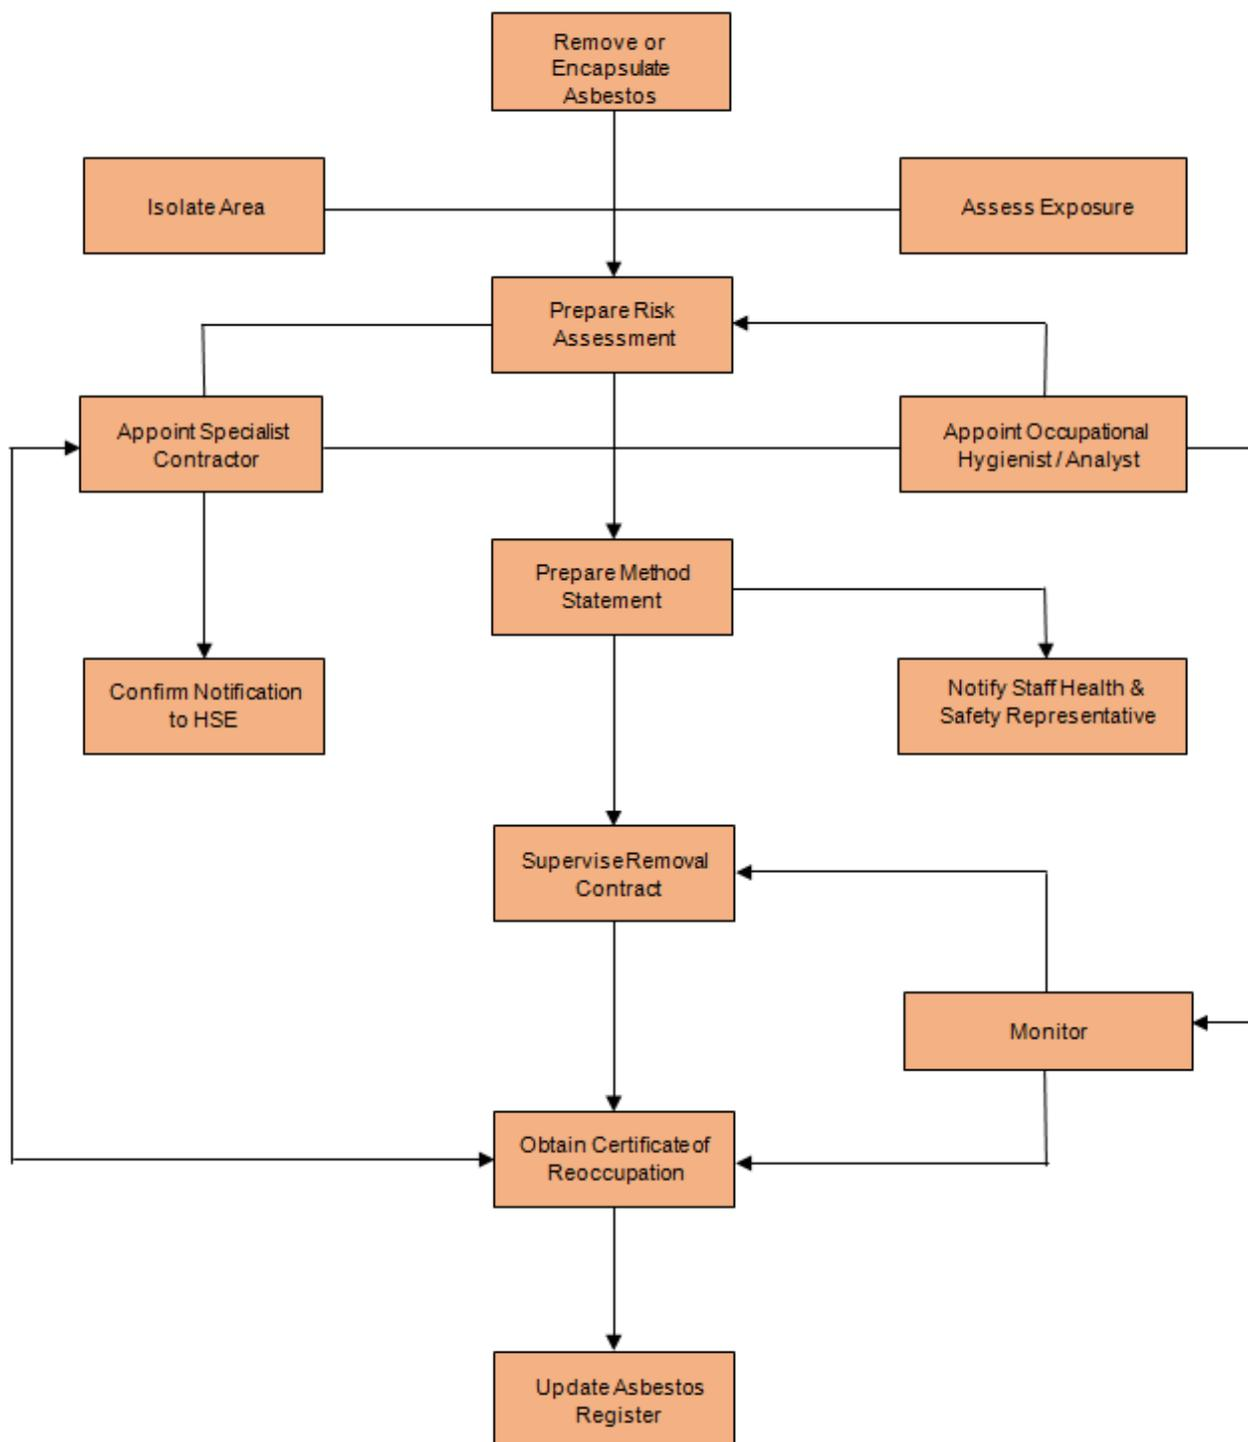 Remove or
Encapsulate
Asbestos
Isolate Area
Assess Exposure
Prepare Risk
Assessment
Appoint Specialist
Contractor
Appoint Occupational
Hygienist / Analyst
Prepare Method
Statement
Confirm Notification
to HSE
Notify Staff Health &
Safety Representative
Supervise Removal
Contract
Monitor
Obtain Certificate of
Reoccupation
Update Asbestos
Register